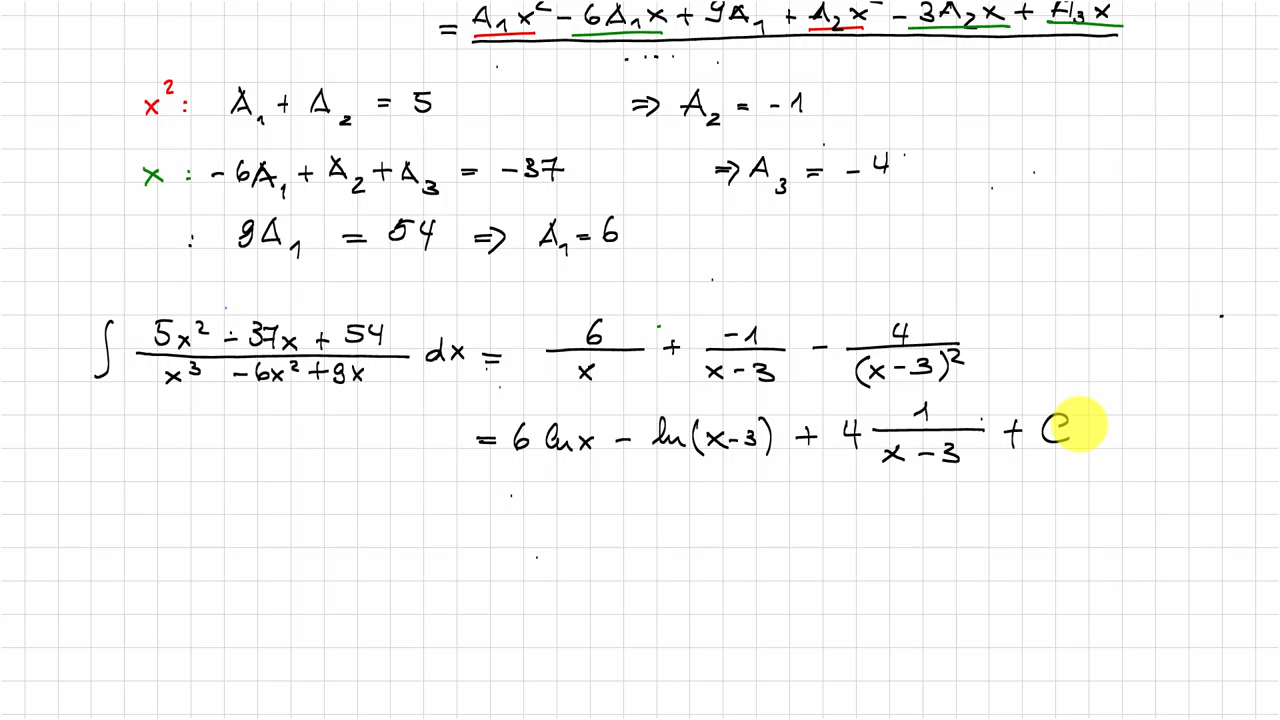 = A₁x² - 6A₁x + 9A₁ + A₂x² - 3A₂x + A₃x
....
x²: A₁ + A₂ = 5 ⇒ A₂ = -1
x: -6A₁ + A₂ + A₃ = -37 ⇒ A₃ = -4
: 9A₁ = 54 ⇒ A₁ = 6
∫ (5x² - 37x + 54)/(x³ - 6x² + 9x) dx = 6/x + -1/(x-3) - 4/(x-3)²
= 6 ln x - ln(x-3) + 4 1/(x-3) + C